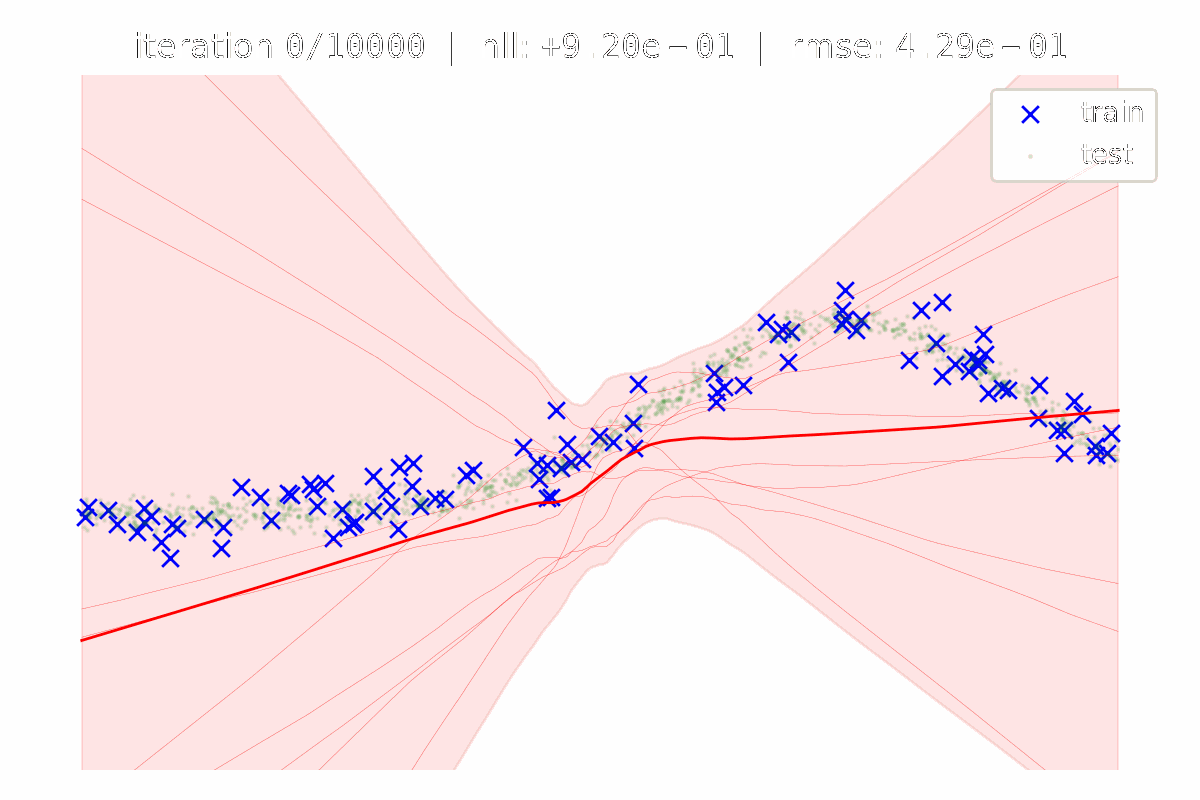 iteration 0/10000 | nll: +9.20e−01 | rmse: 4.29e−01
train
test